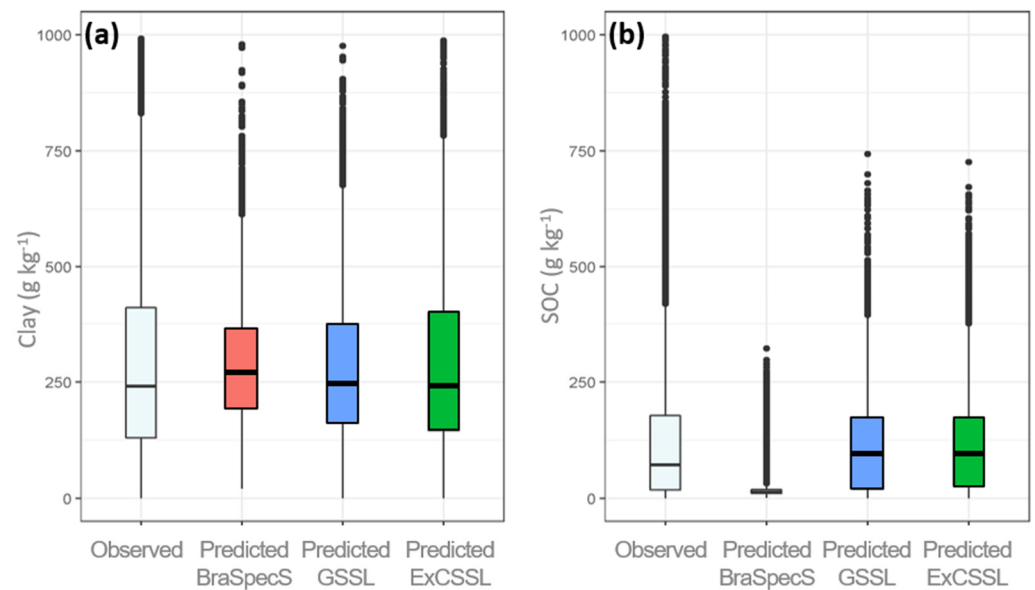 (a)
Clay (g kg⁻¹)
1000
750
500
250
0
Observed
Predicted
BraSpecS
Predicted
GSSL
Predicted
ExCSSL
(b)
SOC (g kg⁻¹)
1000
750
500
250
0
Observed
Predicted
BraSpecS
Predicted
GSSL
Predicted
ExCSSL